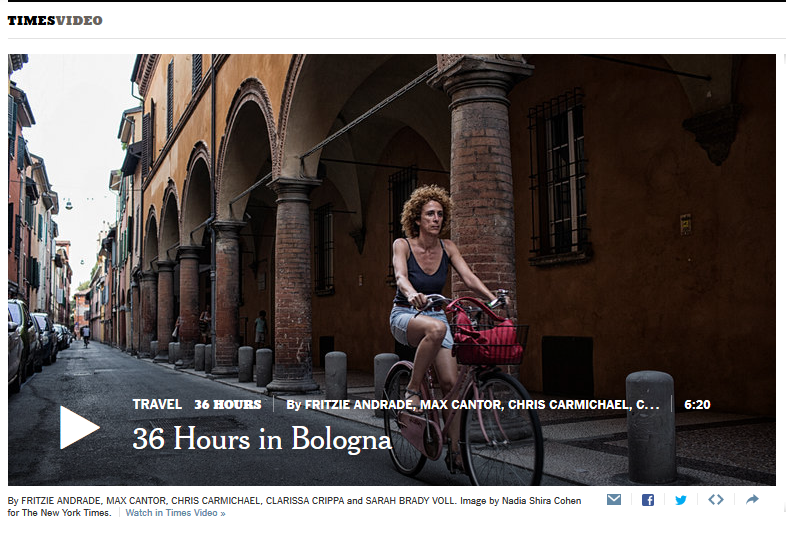 TIMESVIDEO
TRAVEL 36 HOURS By FRITZIE ANDRADE, MAX CANTOR, CHRIS CARMICHAEL, C... 6:20
36 Hours in Bologna
By FRITZIE ANDRADE, MAX CANTOR, CHRIS CARMICHAEL, CLARISSA CRIPPA and SARAH BRADY VOLL. Image by Nadia Shira Cohen
for The New York Times. Watch in Times Video »